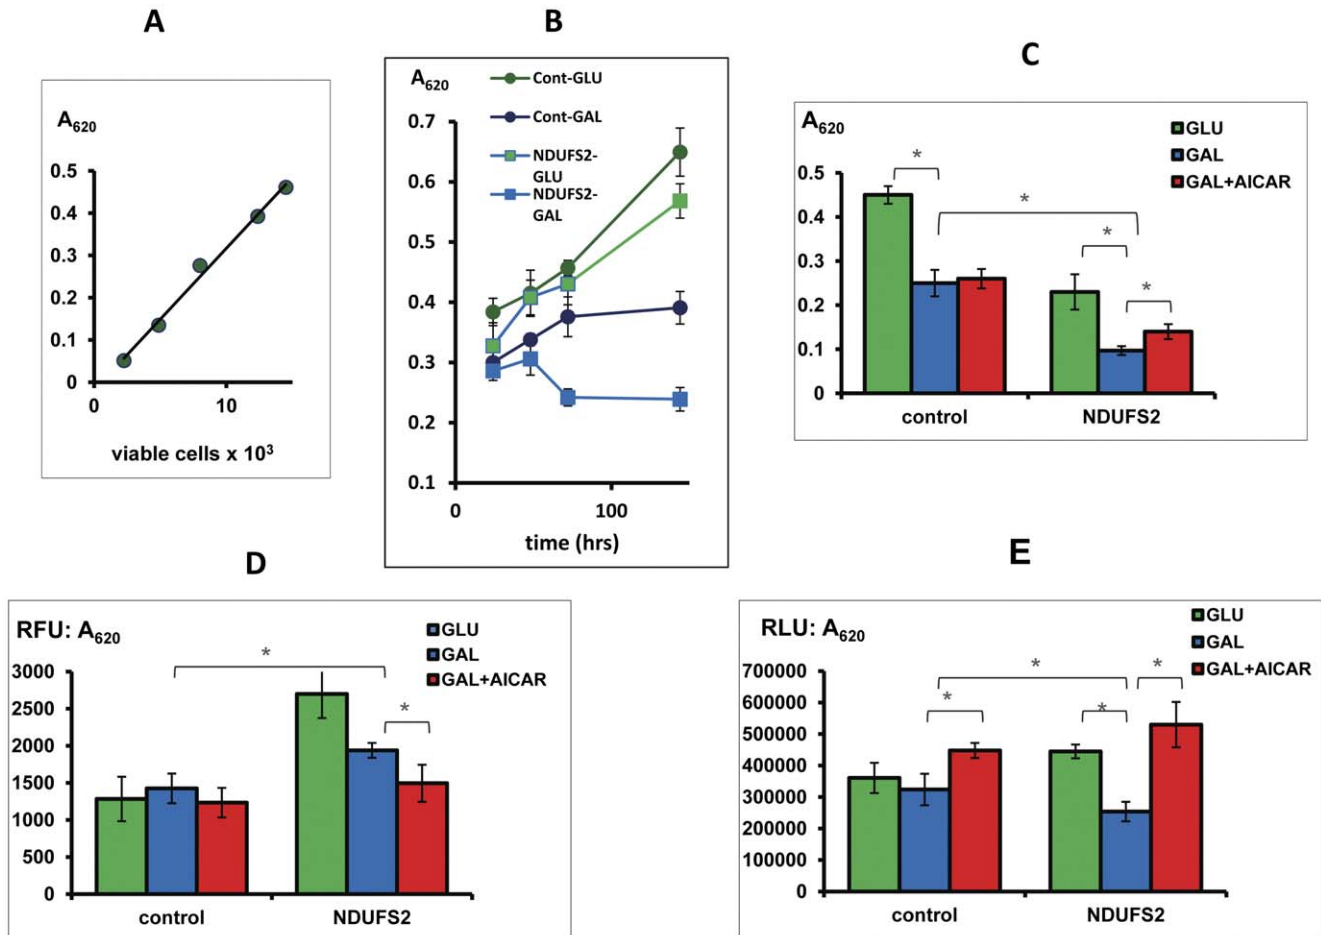 A
A620
0.5
0.4
0.3
0.2
0.1
0
0
10
viable cells x 10³
B
A620
Cont-GLU
Cont-GAL
NDUFS2-
GLU
NDUFS2-
GAL
0.7
0.6
0.5
0.4
0.3
0.2
0.1
0
100
time (hrs)
C
A620
GLU
GAL
GAL+AICAR
0.5
0.4
0.3
0.2
0.1
0
*
*
*
*
control
NDUFS2
D
RFU: A620
GLU
GAL
GAL+AICAR
3000
2500
2000
1500
1000
500
0
*
*
control
NDUFS2
E
RLU: A620
GLU
GAL
GAL+AICAR
700000
600000
500000
400000
300000
200000
100000
0
*
*
*
*
control
NDUFS2